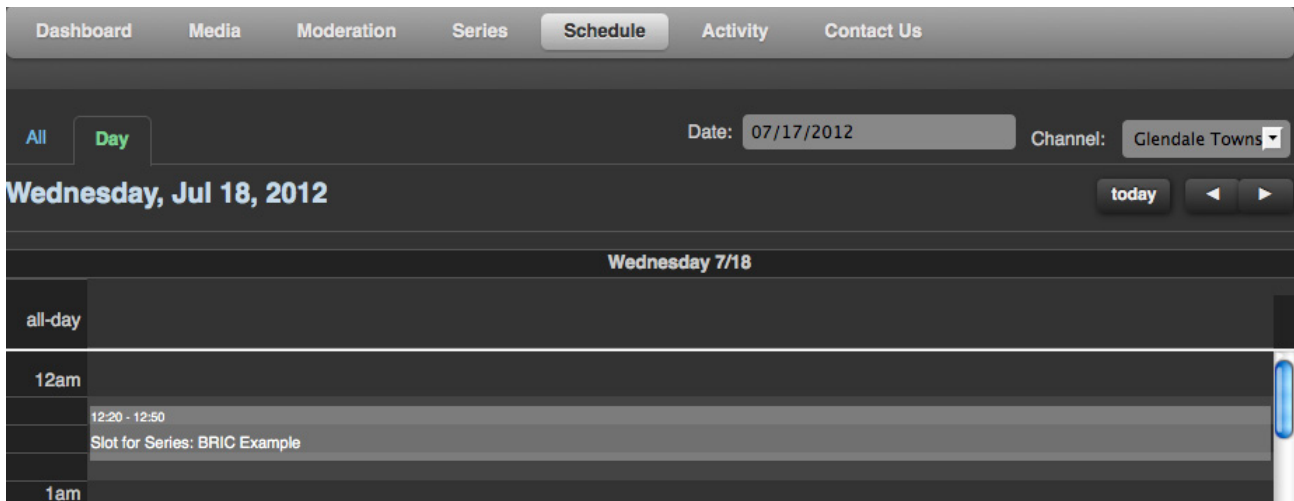 Dashboard Media Moderation Series Schedule Activity Contact Us
All Day Date: 07/17/2012 Channel: Glendale Towns
Wednesday, Jul 18, 2012 today
Wednesday 7/18
all-day
12am
12:20 - 12:50
Slot for Series: BRIC Example
1am